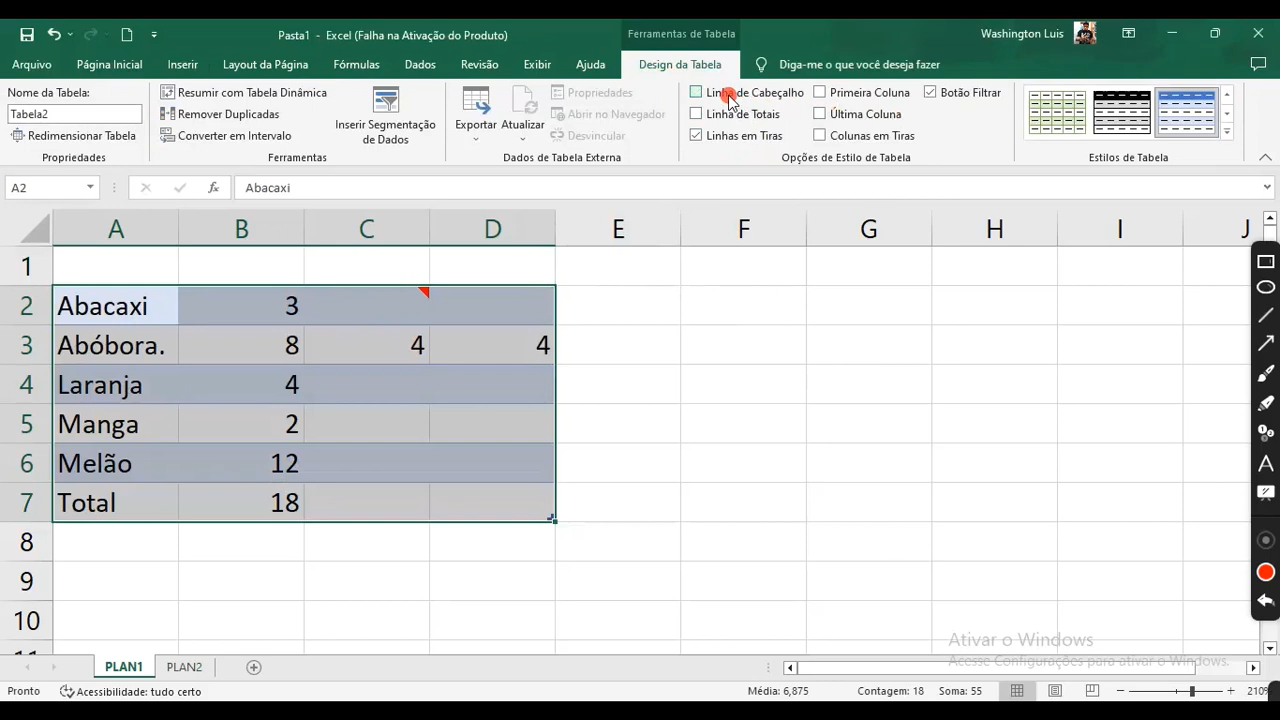 Pasta1 - Excel (Falha na Ativação do Produto)
Ferramentas de Tabela
Washington Luis
Arquivo Página Inicial Inserir Layout da Página Fórmulas Dados Revisão Exibir Ajuda Design da Tabela Diga-me o que você deseja fazer
Nome da Tabela:
Tabela2
Redimensionar Tabela
Propriedades
Resumir com Tabela Dinâmica
Remover Duplicadas
Converter em Intervalo
Inserir Segmentação
de Dados
Ferramentas
Exportar Atualizar
Propriedades
Abrir no Navegador
Desvincular
Dados de Tabela Externa
Linha de Cabeçalho Primeira Coluna Botão Filtrar
Linha de Totais Última Coluna
Linhas em Tiras Colunas em Tiras
Opções de Estilo de Tabela
Estilos de Tabela
A2 fx Abacaxi
A B C D E F G H I J
1
2 Abacaxi 3
3 Abóbora. 8 4 4
4 Laranja 4
5 Manga 2
6 Melão 12
7 Total 18
8
9
10
11
Ativar o Windows
Acesse Configurações para ativar o Windows.
PLAN1 PLAN2
Pronto Acessibilidade: tudo certo Média: 6,875 Contagem: 18 Soma: 55 210%